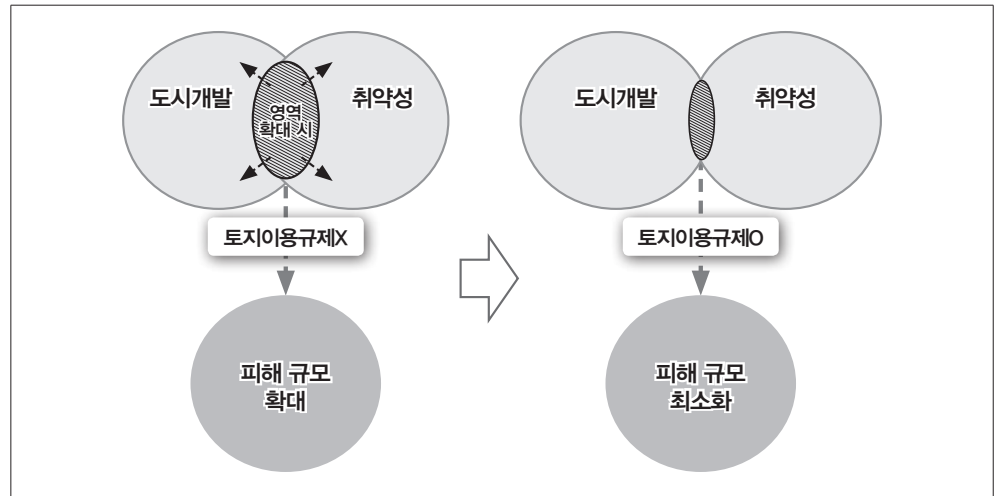 도시개발
영역
확대 시
취약성
토지이용규제X
피해 규모
확대
도시개발
취약성
토지이용규제O
피해 규모
최소화